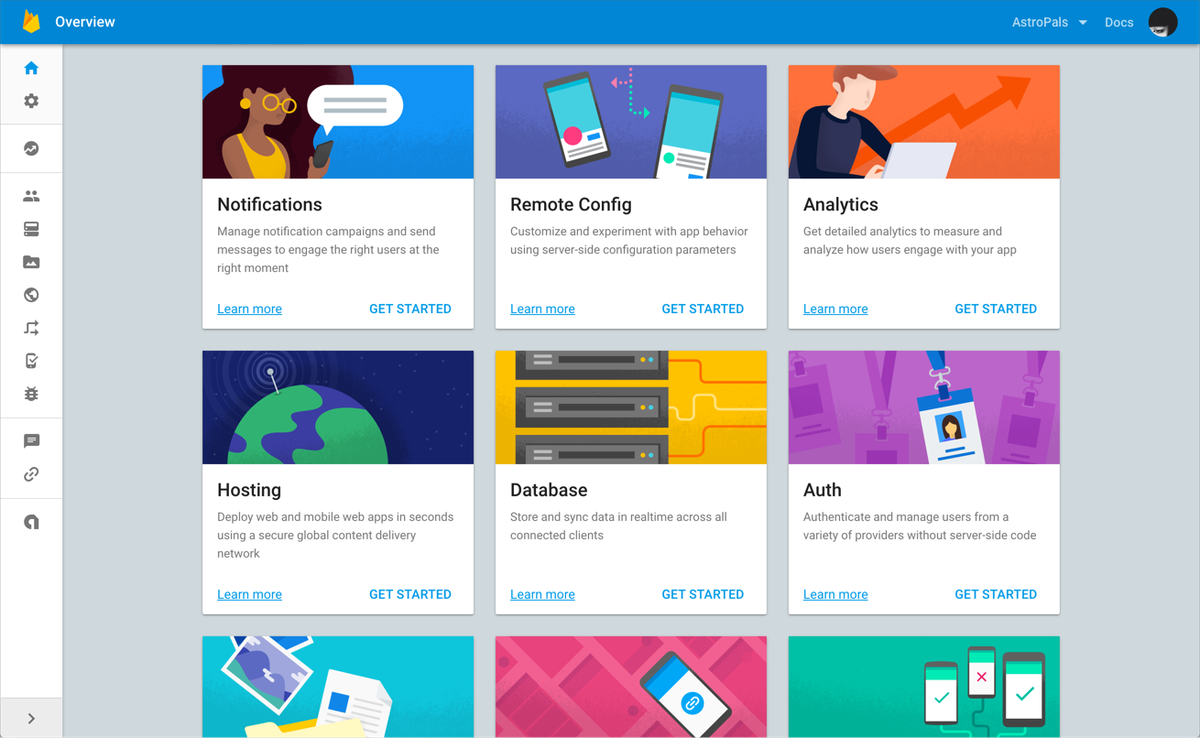 Overview
AstroPals
Docs
Notifications
Manage notification campaigns and send
messages to engage the right users at the
right moment
Learn more
GET STARTED
Remote Config
Customize and experiment with app behavior
using server-side configuration parameters
Learn more
GET STARTED
Analytics
Get detailed analytics to measure and
analyze how users engage with your app
Learn more
GET STARTED
Hosting
Deploy web and mobile web apps in seconds
using a secure global content delivery
network
Learn more
GET STARTED
Database
Store and sync data in realtime across all
connected clients
Learn more
GET STARTED
Auth
Authenticate and manage users from a
variety of providers without server-side code
Learn more
GET STARTED